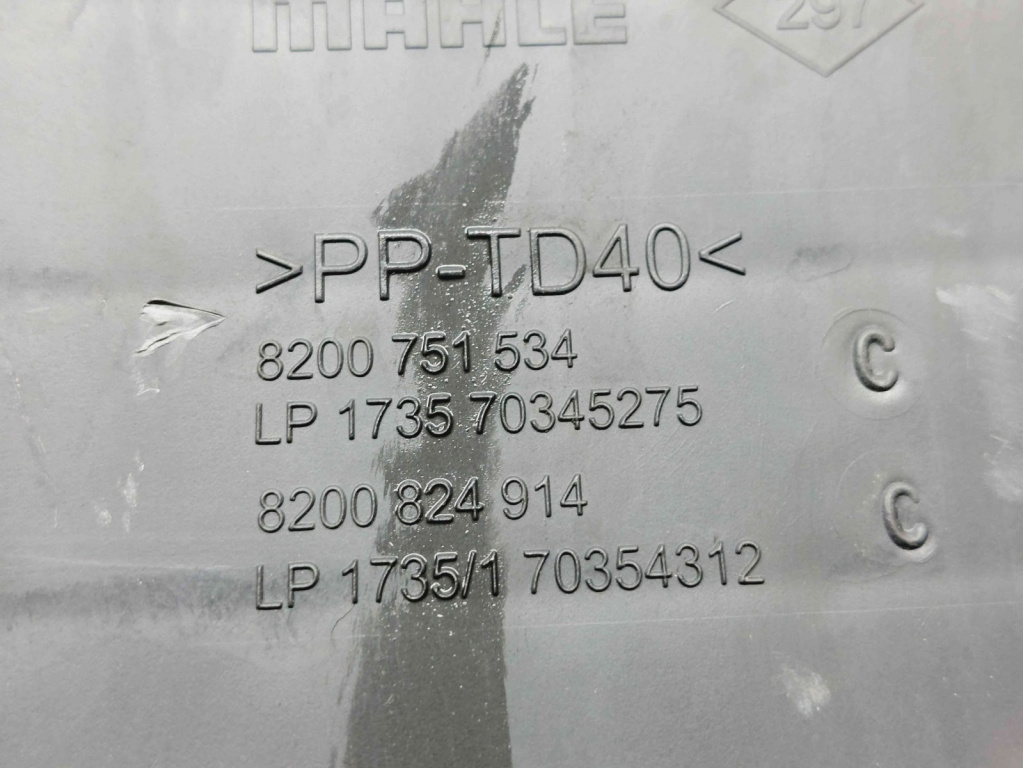 MAHLE
297
>PP-TD40<
8200 751 534
C
LP 1735 70345275
8200 824 914
C
LP 1735/1 70354312